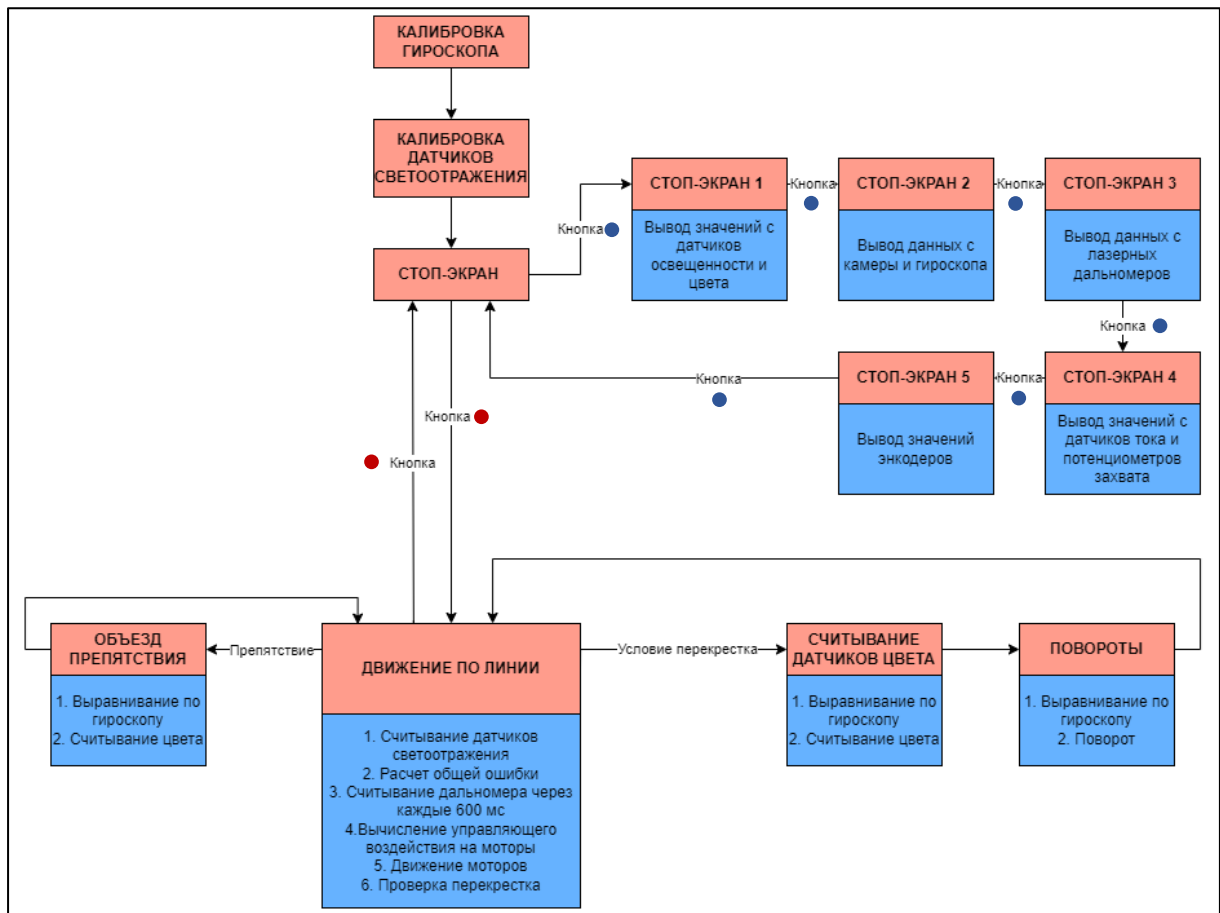 КАЛИБРОВКА
ГИРОСКОПА
КАЛИБРОВКА
ДАТЧИКОВ
СВЕТООТРАЖЕНИЯ
СТОП-ЭКРАН
Кнопка
СТОП-ЭКРАН 1
Вывод значений с
датчиков
освещенности и
цвета
Кнопка
СТОП-ЭКРАН 2
Вывод данных с
камеры и гироскопа
Кнопка
СТОП-ЭКРАН 3
Вывод данных с
лазерных
дальномеров
Кнопка
СТОП-ЭКРАН 4
Вывод значений с
датчиков тока и
потенциометров
захвата
Кнопка
СТОП-ЭКРАН 5
Вывод значений
энкодеров
Кнопка
Кнопка
Кнопка
ОБЪЕЗД
ПРЕПЯТСТВИЯ
1. Выравнивание по
гироскопу
2. Считывание цвета
Препятствие
ДВИЖЕНИЕ ПО ЛИНИИ
1. Считывание датчиков
светоотражения
2. Расчет общей ошибки
3. Считывание дальномера через
каждые 600 мс
4.Вычисление управляющего
воздействия на моторы
5. Движение моторов
6. Проверка перекрестка
Условие перекрестка
СЧИТЫВАНИЕ
ДАТЧИКОВ ЦВЕТА
1. Выравнивание по
гироскопу
2. Считывание цвета
ПОВОРОТЫ
1. Выравнивание по
гироскопу
2. Поворот